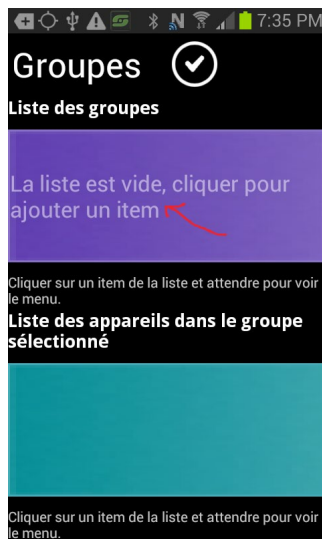 7:35 PM
Groupes
Liste des groupes
La liste est vide, cliquer pour
ajouter un item
Cliquer sur un item de la liste et attendre pour voir
le menu.
Liste des appareils dans le groupe
sélectionné
Cliquer sur un item de la liste et attendre pour voir
le menu.